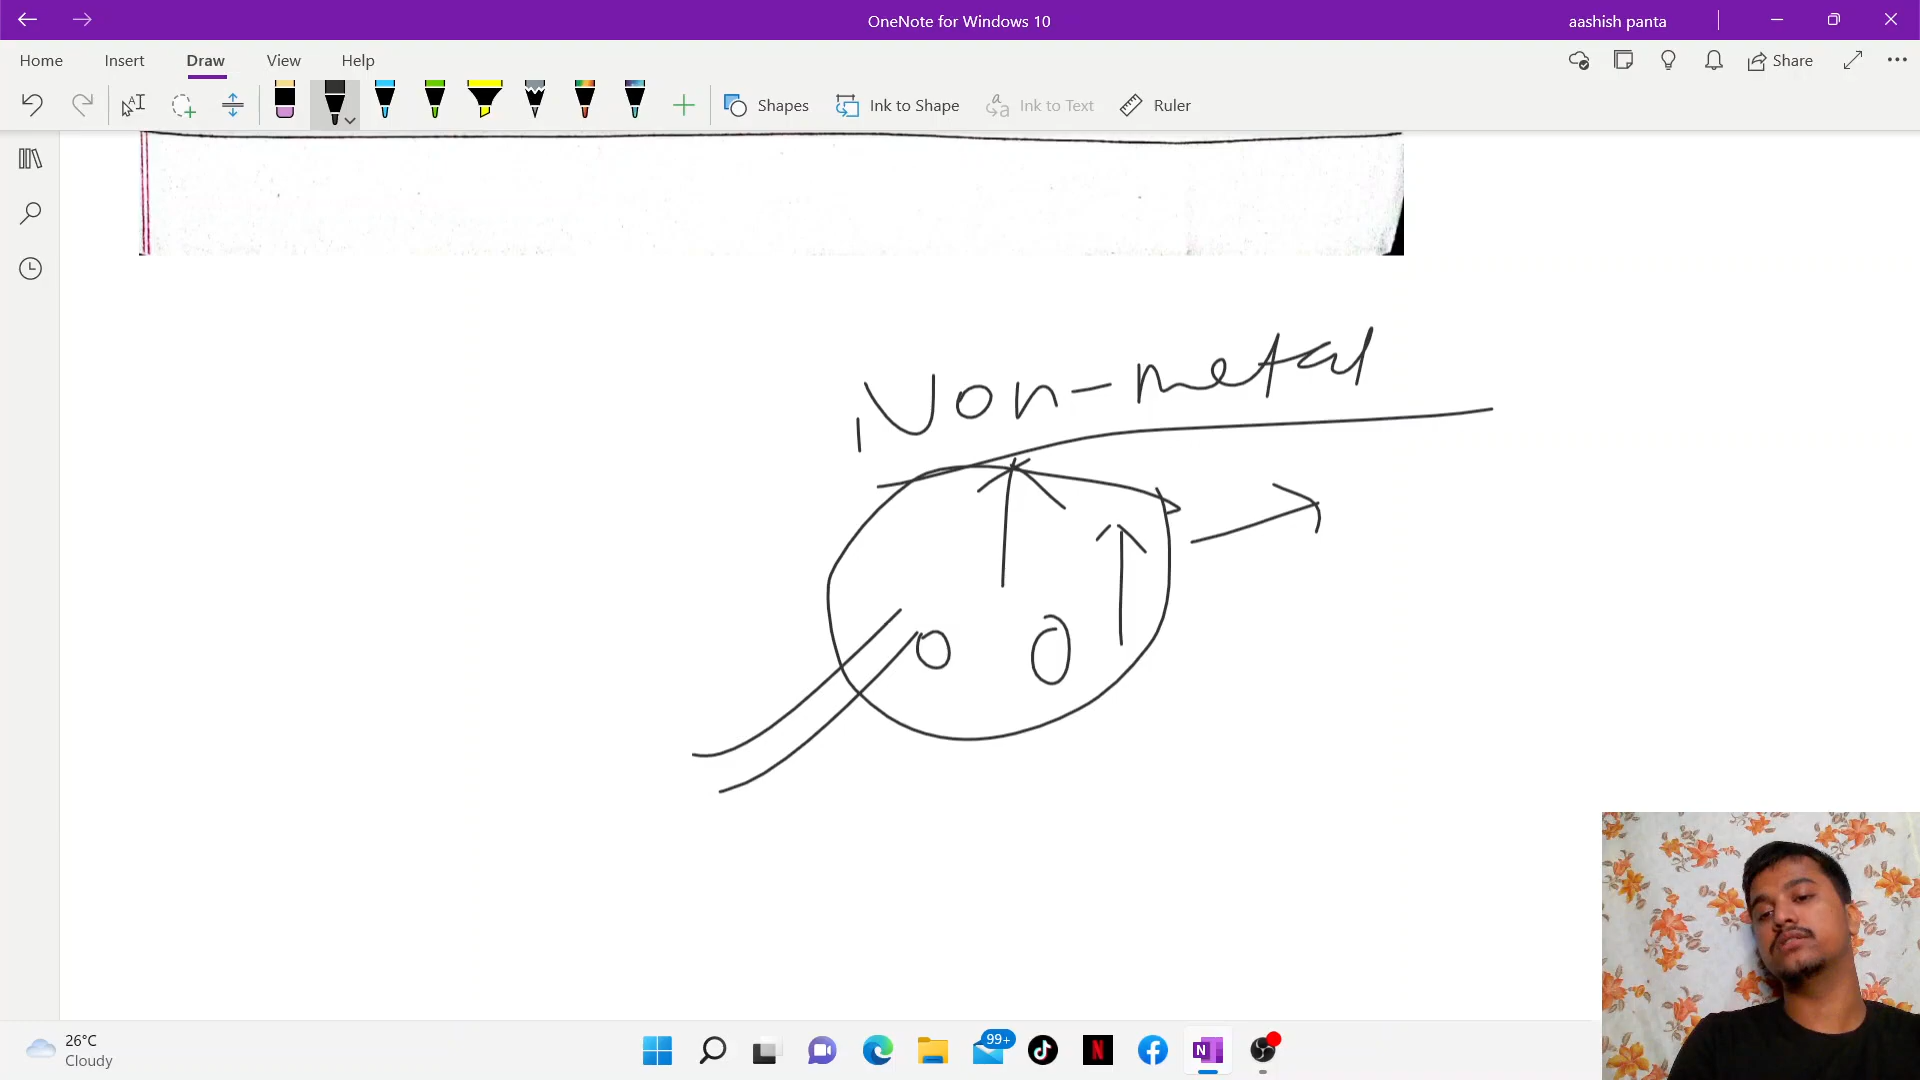 OneNote for Windows 10
aashish panta
Home Insert Draw View Help
Share
Shapes Ink to Shape Ink to Text Ruler
Non-metal
26°C
Cloudy
99+